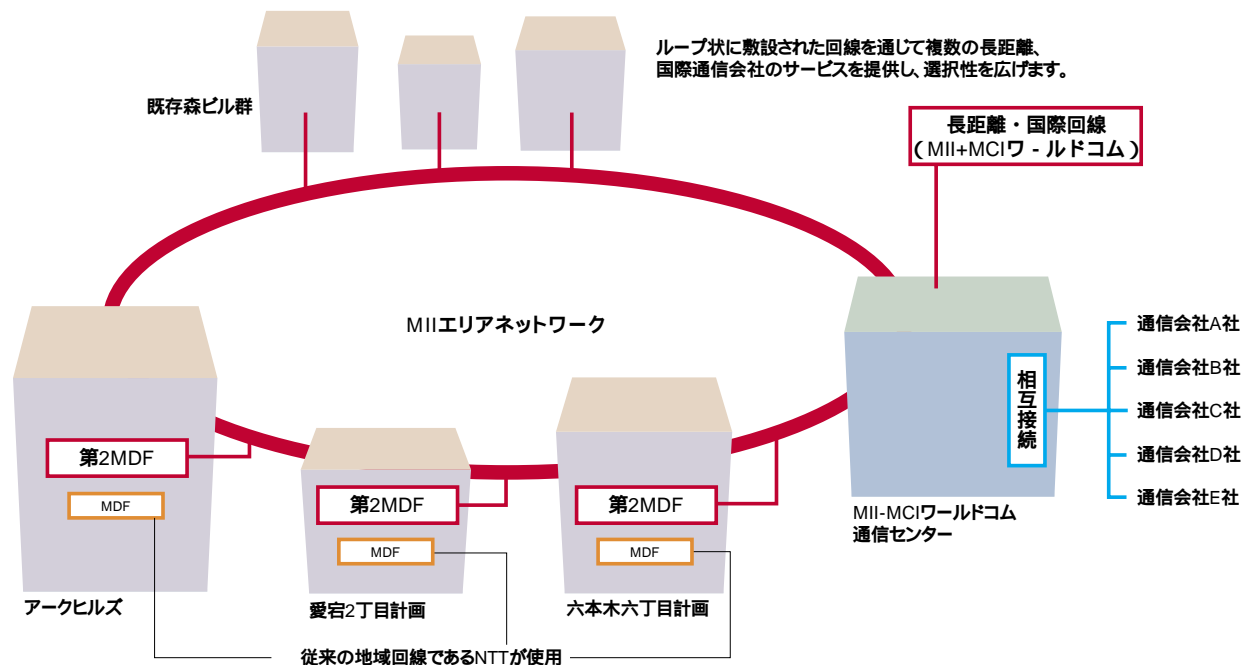 ループ状に敷設された回線を通じて複数の長距離、
国際通信会社のサービスを提供し、選択性を広げます。
既存森ビル群
長距離・国際回線
(MII+MCIワ-ルドコム)
MIIエリアネットワーク
通信会社A社
通信会社B社
通信会社C社
通信会社D社
通信会社E社
相互接続
第2MDF
MDF
第2MDF
MDF
第2MDF
MDF
MII-MCIワールドコム
通信センター
アークヒルズ
愛宕2丁目計画
六本木六丁目計画
従来の地域回線であるNTTが使用